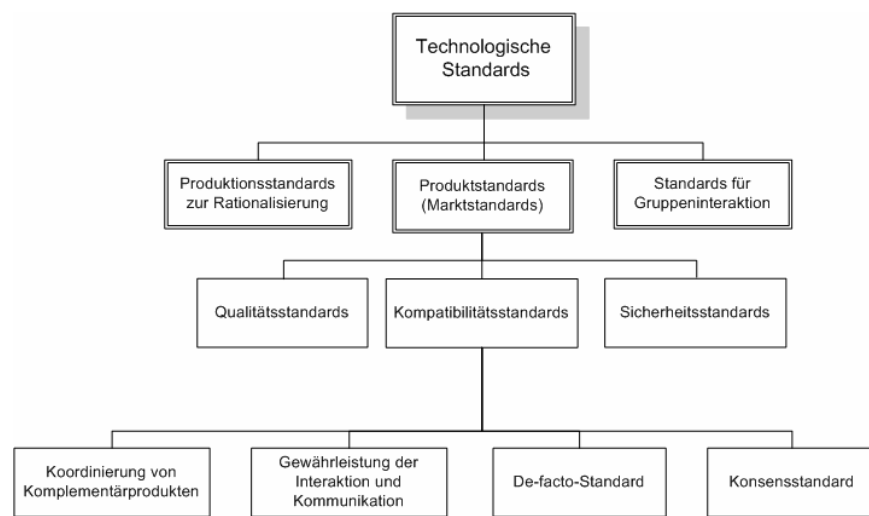 Technologische
Standards
Produktionsstandards
zur Rationalisierung
Produktstandards
(Marktstandards)
Standards für
Gruppeninteraktion
Qualitätsstandards
Kompatibilitätsstandards
Sicherheitsstandards
Koordinierung von
Komplementärprodukten
Gewährleistung der
Interaktion und
Kommunikation
De-facto-Standard
Konsensstandard